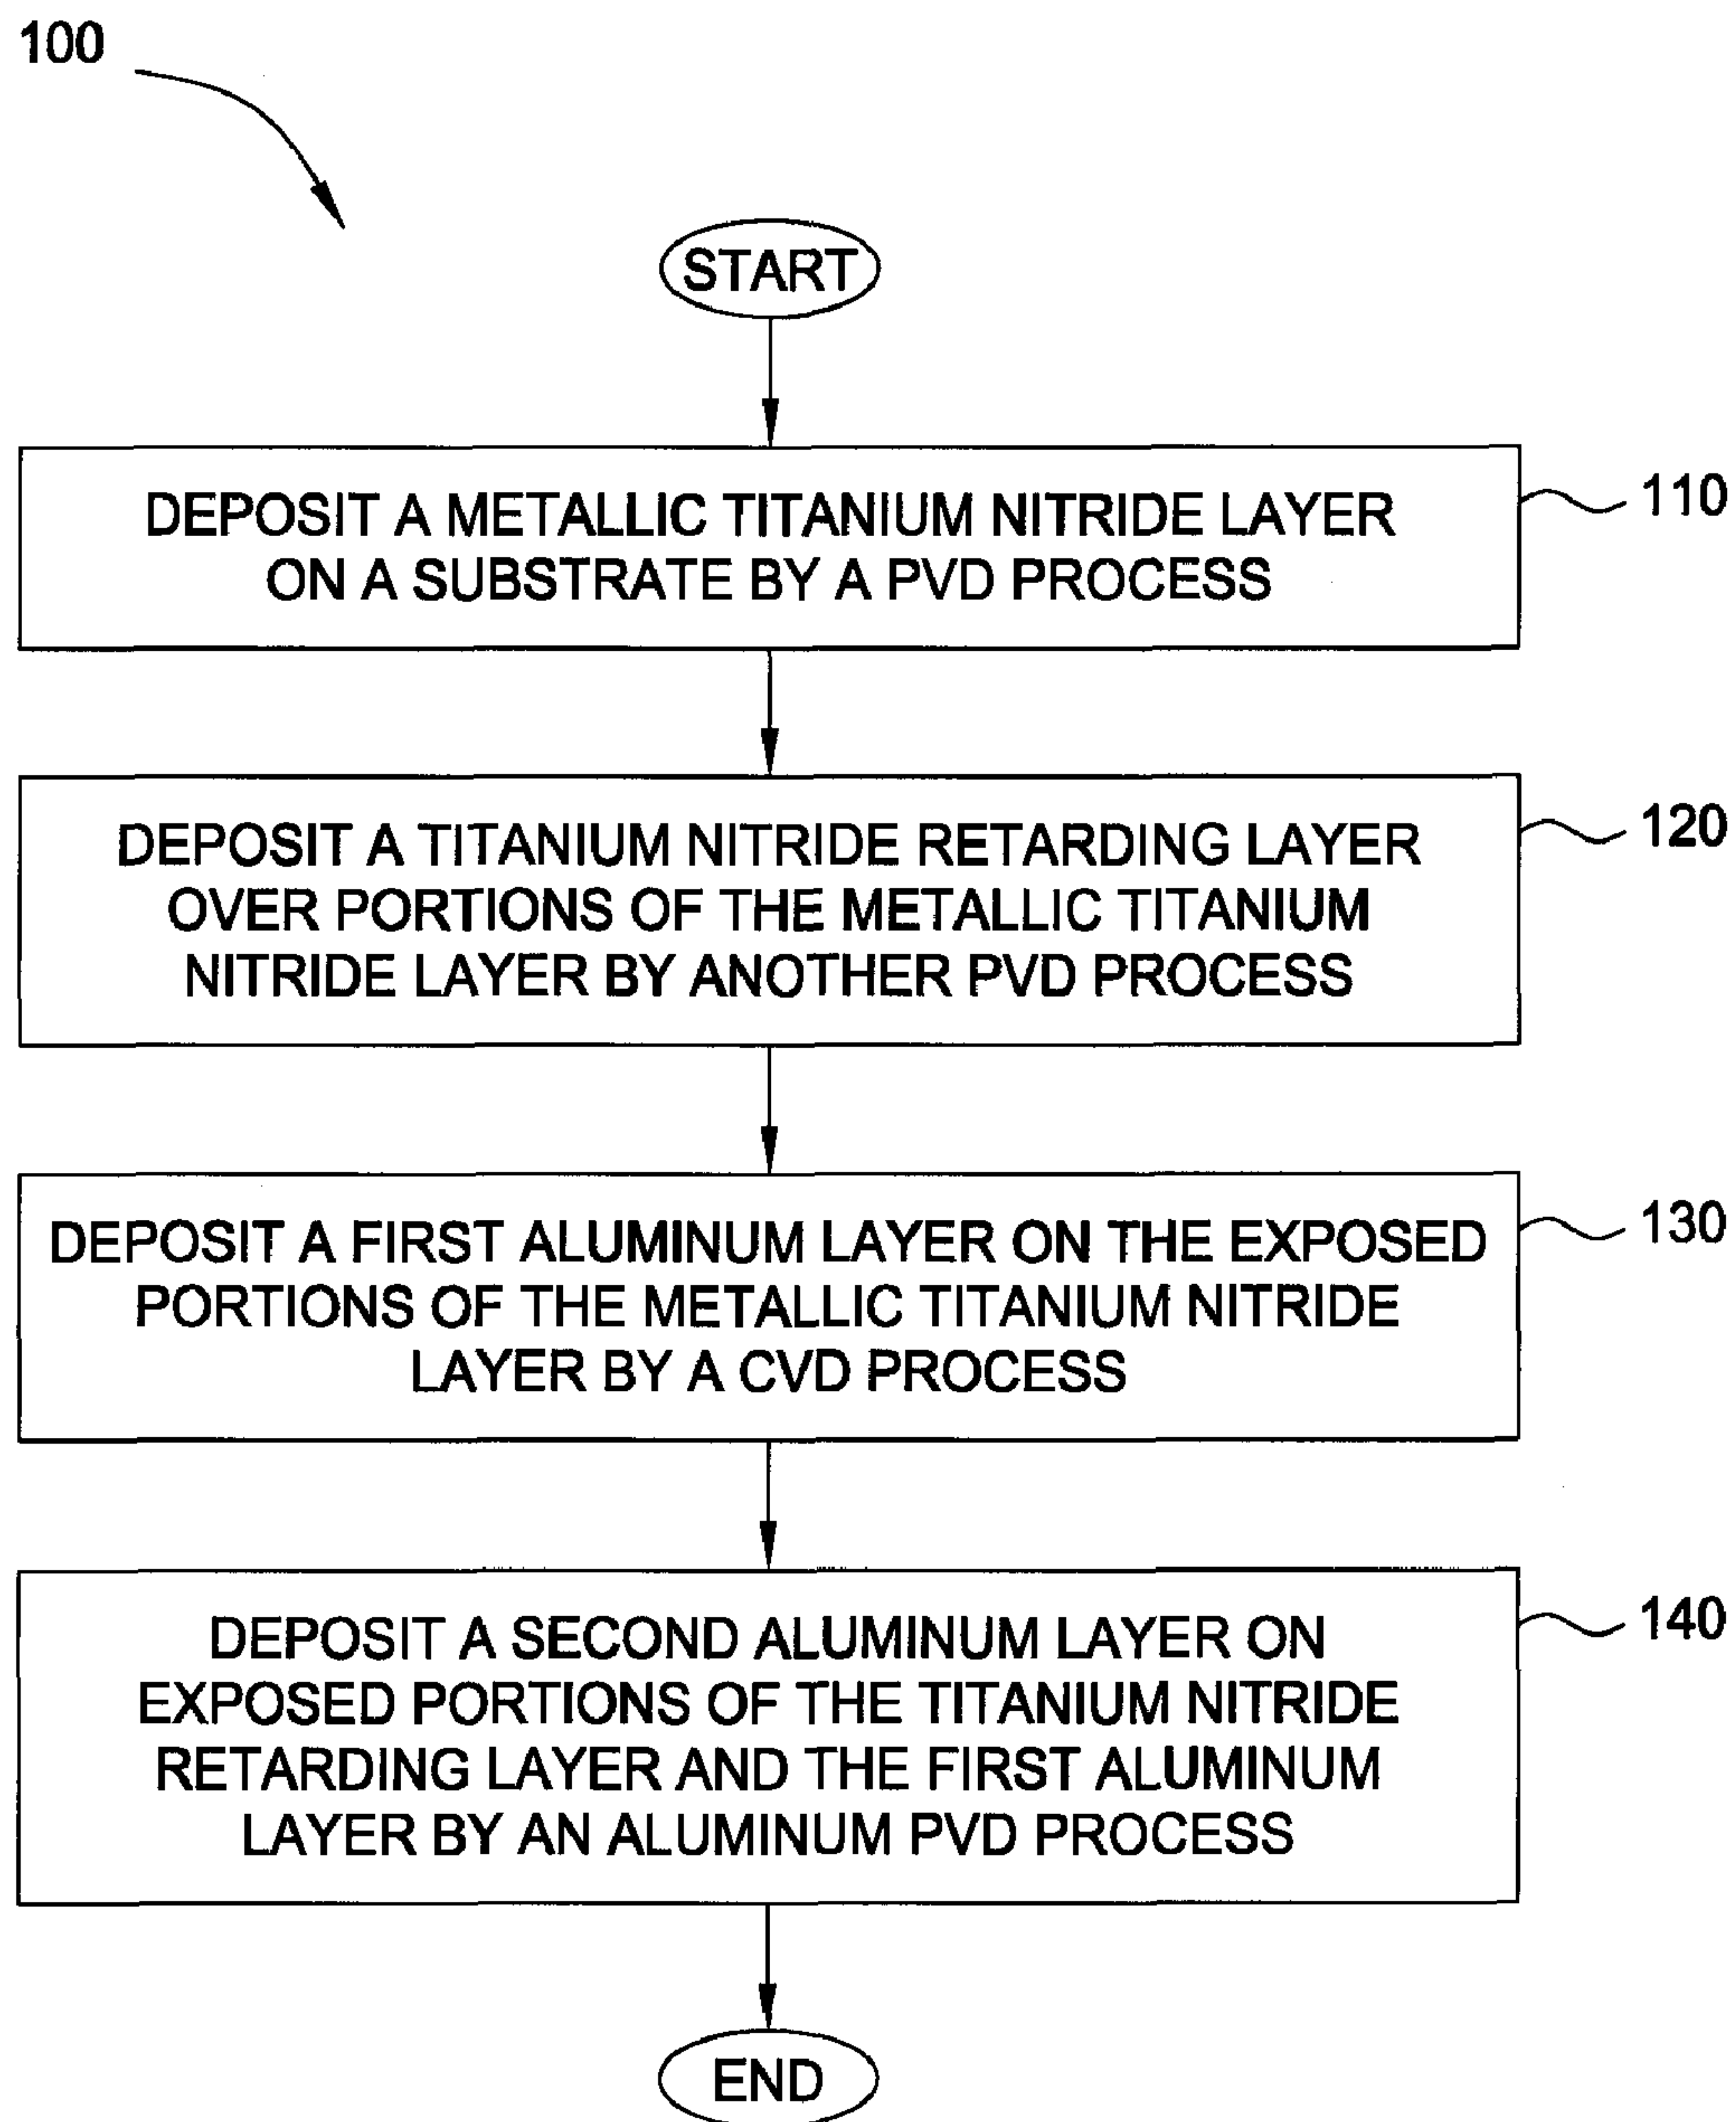 100
START
DEPOSIT A METALLIC TITANIUM NITRIDE LAYER
ON A SUBSTRATE BY A PVD PROCESS
110
DEPOSIT A TITANIUM NITRIDE RETARDING LAYER
OVER PORTIONS OF THE METALLIC TITANIUM
NITRIDE LAYER BY ANOTHER PVD PROCESS
120
DEPOSIT A FIRST ALUMINUM LAYER ON THE EXPOSED
PORTIONS OF THE METALLIC TITANIUM NITRIDE
LAYER BY A CVD PROCESS
130
DEPOSIT A SECOND ALUMINUM LAYER ON
EXPOSED PORTIONS OF THE TITANIUM NITRIDE
RETARDING LAYER AND THE FIRST ALUMINUM
LAYER BY AN ALUMINUM PVD PROCESS
140
END